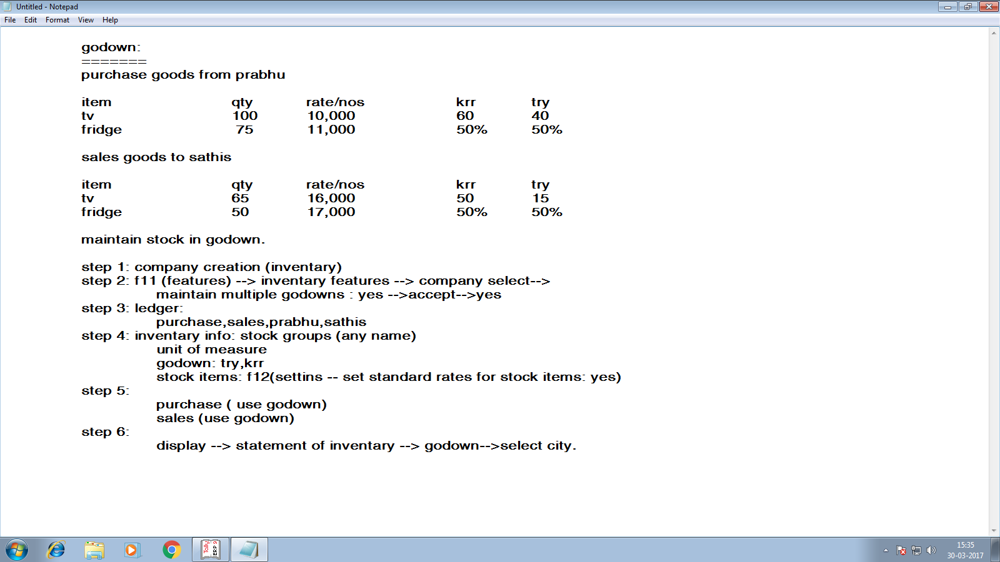 Untitled - Notepad
File Edit Format View Help
godown:
=======
purchase goods from prabhu
item qty rate/nos krr try
tv 100 10,000 60 40
fridge 75 11,000 50% 50%
sales goods to sathis
item qty rate/nos krr try
tv 65 16,000 50 15
fridge 50 17,000 50% 50%
maintain stock in godown.
step 1: company creation (inventary)
step 2: f11 (features) --> inventary features --> company select-->
maintain multiple godowns : yes -->accept-->yes
step 3: ledger:
purchase,sales,prabhu,sathis
step 4: inventary info: stock groups (any name)
unit of measure
godown: try,krr
stock items: f12(settins -- set standard rates for stock items: yes)
step 5:
purchase ( use godown)
sales (use godown)
step 6:
display --> statement of inventary --> godown-->select city.
Tally ERP 9
15:35
30-03-2017